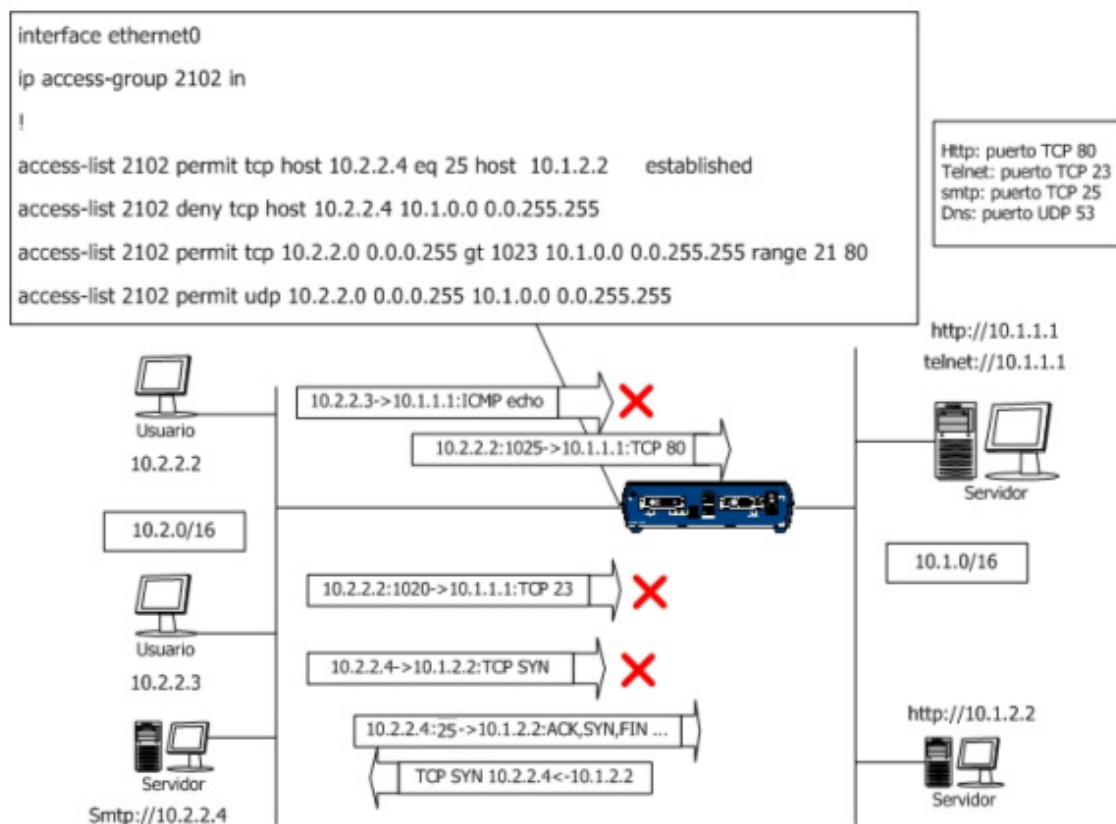 interface ethernet0
ip access-group 2102 in
!
access-list 2102 permit tcp host 10.2.2.4 eq 25 host 10.1.2.2 established
access-list 2102 deny tcp host 10.2.2.4 10.1.0.0 0.0.255.255
access-list 2102 permit tcp 10.2.2.0 0.0.0.255 gt 1023 10.1.0.0 0.0.255.255 range 21 80
access-list 2102 permit udp 10.2.2.0 0.0.0.255 10.1.0.0 0.0.255.255
Http: puerto TCP 80
Telnet: puerto TCP 23
smtp: puerto TCP 25
Dns: puerto UDP 53
http://10.1.1.1
telnet://10.1.1.1
10.2.2.3->10.1.1.1:ICMP echo
Usuario
10.2.2.2
10.2.2.2:1025->10.1.1.1:TCP 80
Servidor
10.2.0/16
10.1.0/16
10.2.2.2:1020->10.1.1.1:TCP 23
Usuario
10.2.2.3
10.2.2.4->10.1.2.2:TCP SYN
10.2.2.4:25->10.1.2.2:ACK,SYN,FIN ...
http://10.1.2.2
TCP SYN 10.2.2.4<-10.1.2.2
Servidor
Smtp://10.2.2.4
Servidor